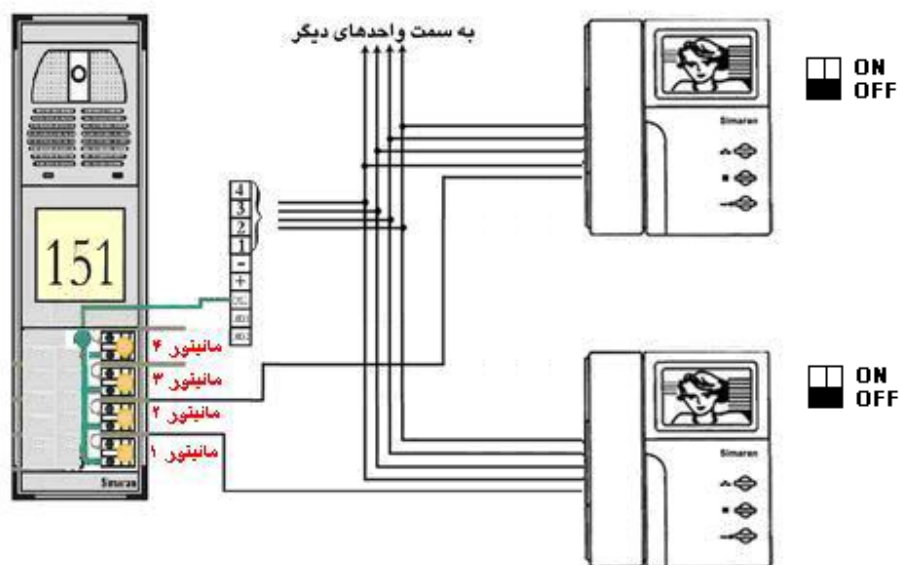 به سمت واحدهای دیگر
ON
OFF
Simaran
4
3
2
1
-
+
151
مانیتور ۴
مانیتور ۳
مانیتور ۲
مانیتور ۱
Simaran
ON
OFF
Simaran